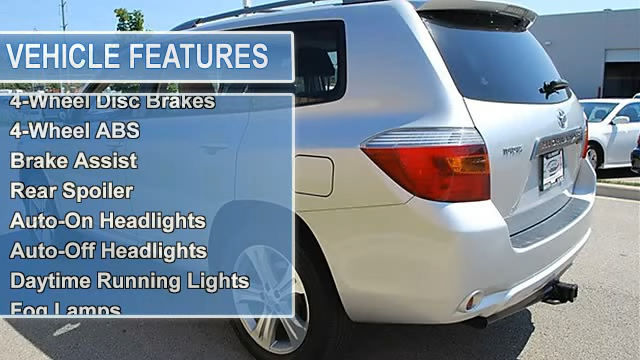 VEHICLE FEATURES
4-Wheel Disc Brakes
4-Wheel ABS
Brake Assist
Rear Spoiler
Auto-On Headlights
Auto-Off Headlights
Daytime Running Lights
Fog Lamps